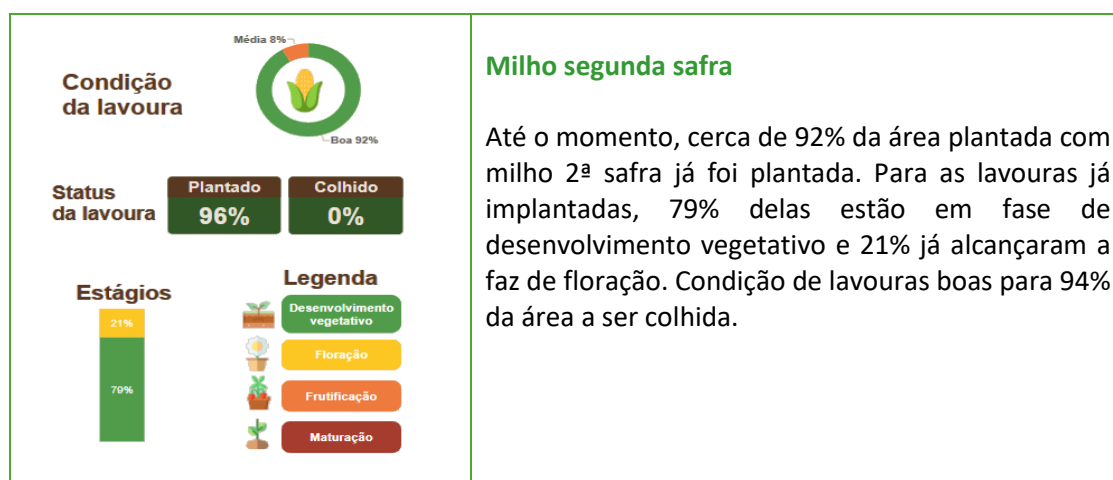 Média 8%
Condição
da lavoura
Boa 92%
Status
da lavoura
Plantado
96%
Colhido
0%
Estágios
21%
79%
Legenda
Desenvolvimento
vegetativo
Floração
Frutificação
Maturação
Milho segunda safra
Até o momento, cerca de 92% da área plantada com
milho 2ª safra já foi plantada. Para as lavouras já
implantadas, 79% delas estão em fase de
desenvolvimento vegetativo e 21% já alcançaram a
faz de floração. Condição de lavouras boas para 94%
da área a ser colhida.